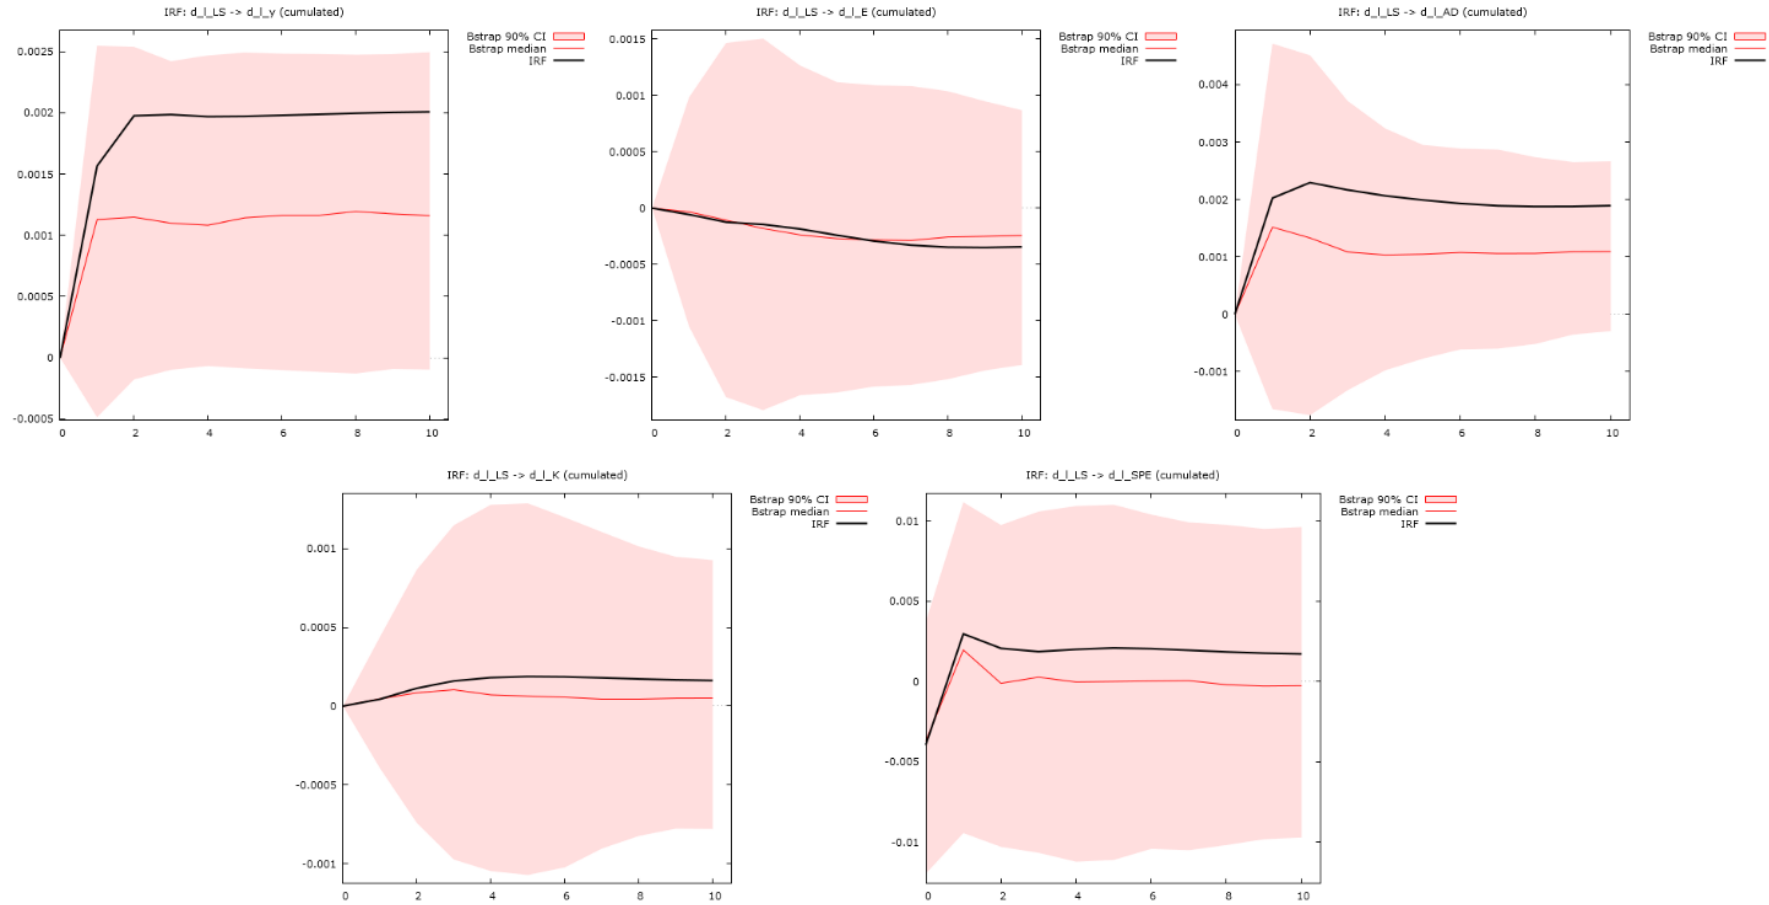 IRF: d_l_LS -> d_l_y (cumulated)
Bstrap 90% CI
Bstrap median
IRF
0.0025
0.002
0.0015
0.001
0.0005
0
-0.0005
0 2 4 6 8 10
IRF: d_l_LS -> d_l_E (cumulated)
Bstrap 90% CI
Bstrap median
IRF
0.0015
0.001
0.0005
0
-0.0005
-0.001
-0.0015
0 2 4 6 8 10
IRF: d_l_LS -> d_l_AD (cumulated)
Bstrap 90% CI
Bstrap median
IRF
0.004
0.003
0.002
0.001
0
-0.001
0 2 4 6 8 10
IRF: d_l_LS -> d_l_K (cumulated)
Bstrap 90% CI
Bstrap median
IRF
0.001
0.0005
0
-0.0005
-0.001
0 2 4 6 8 10
IRF: d_l_LS -> d_l_SPE (cumulated)
Bstrap 90% CI
Bstrap median
IRF
0.01
0.005
0
-0.005
-0.01
0 2 4 6 8 10